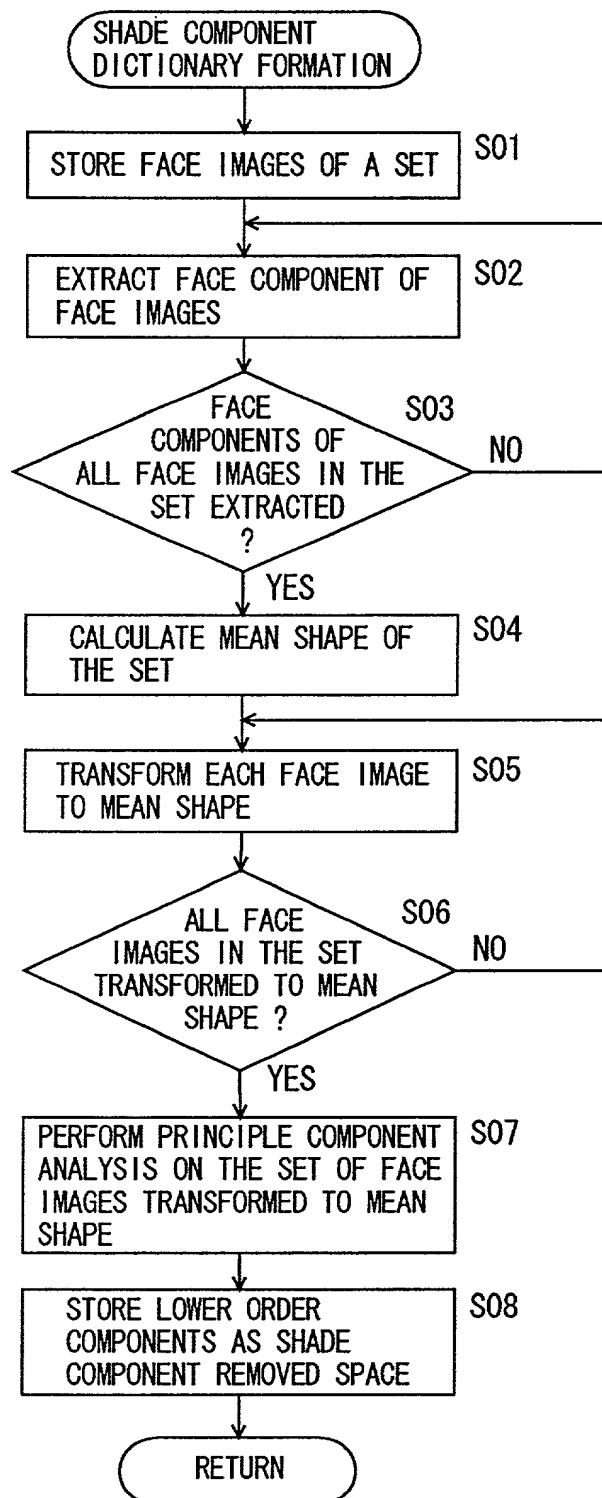 SHADE COMPONENT
DICTIONARY FORMATION
S01
STORE FACE IMAGES OF A SET
S02
EXTRACT FACE COMPONENT OF
FACE IMAGES
S03
FACE
COMPONENTS OF
ALL FACE IMAGES IN THE
SET EXTRACTED
?
NO
YES
S04
CALCULATE MEAN SHAPE OF
THE SET
S05
TRANSFORM EACH FACE IMAGE
TO MEAN SHAPE
S06
ALL FACE
IMAGES IN THE SET
TRANSFORMED TO MEAN
SHAPE ?
NO
YES
S07
PERFORM PRINCIPLE COMPONENT
ANALYSIS ON THE SET OF FACE
IMAGES TRANSFORMED TO MEAN
SHAPE
S08
STORE LOWER ORDER
COMPONENTS AS SHADE
COMPONENT REMOVED SPACE
RETURN